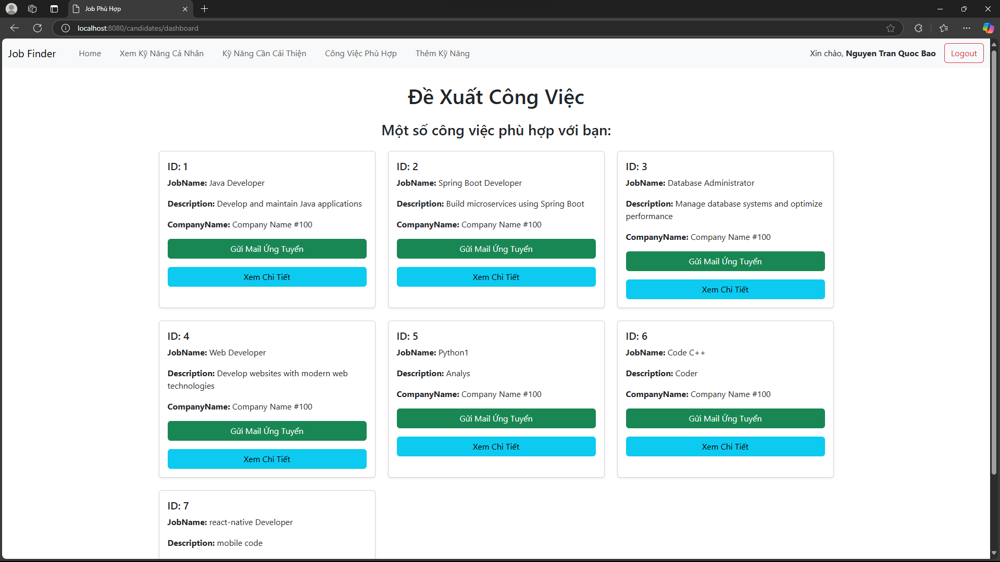 Job Phù Hợp
localhost:8080/candidates/dashboard
Job Finder Home Xem Kỹ Năng Cá Nhân Kỹ Năng Cần Cải Thiện Công Việc Phù Hợp Thêm Kỹ Năng Xin chào, Nguyen Tran Quoc Bao Logout
Đề Xuất Công Việc
Một số công việc phù hợp với bạn:
ID: 1
JobName: Java Developer
Description: Develop and maintain Java applications
CompanyName: Company Name #100
Gửi Mail Ứng Tuyển
Xem Chi Tiết
ID: 2
JobName: Spring Boot Developer
Description: Build microservices using Spring Boot
CompanyName: Company Name #100
Gửi Mail Ứng Tuyển
Xem Chi Tiết
ID: 3
JobName: Database Administrator
Description: Manage database systems and optimize
performance
CompanyName: Company Name #100
Gửi Mail Ứng Tuyển
Xem Chi Tiết
ID: 4
JobName: Web Developer
Description: Develop websites with modern web
technologies
CompanyName: Company Name #100
Gửi Mail Ứng Tuyển
Xem Chi Tiết
ID: 5
JobName: Python1
Description: Analys
CompanyName: Company Name #100
Gửi Mail Ứng Tuyển
Xem Chi Tiết
ID: 6
JobName: Code C++
Description: Coder
CompanyName: Company Name #100
Gửi Mail Ứng Tuyển
Xem Chi Tiết
ID: 7
JobName: react-native Developer
Description: mobile code